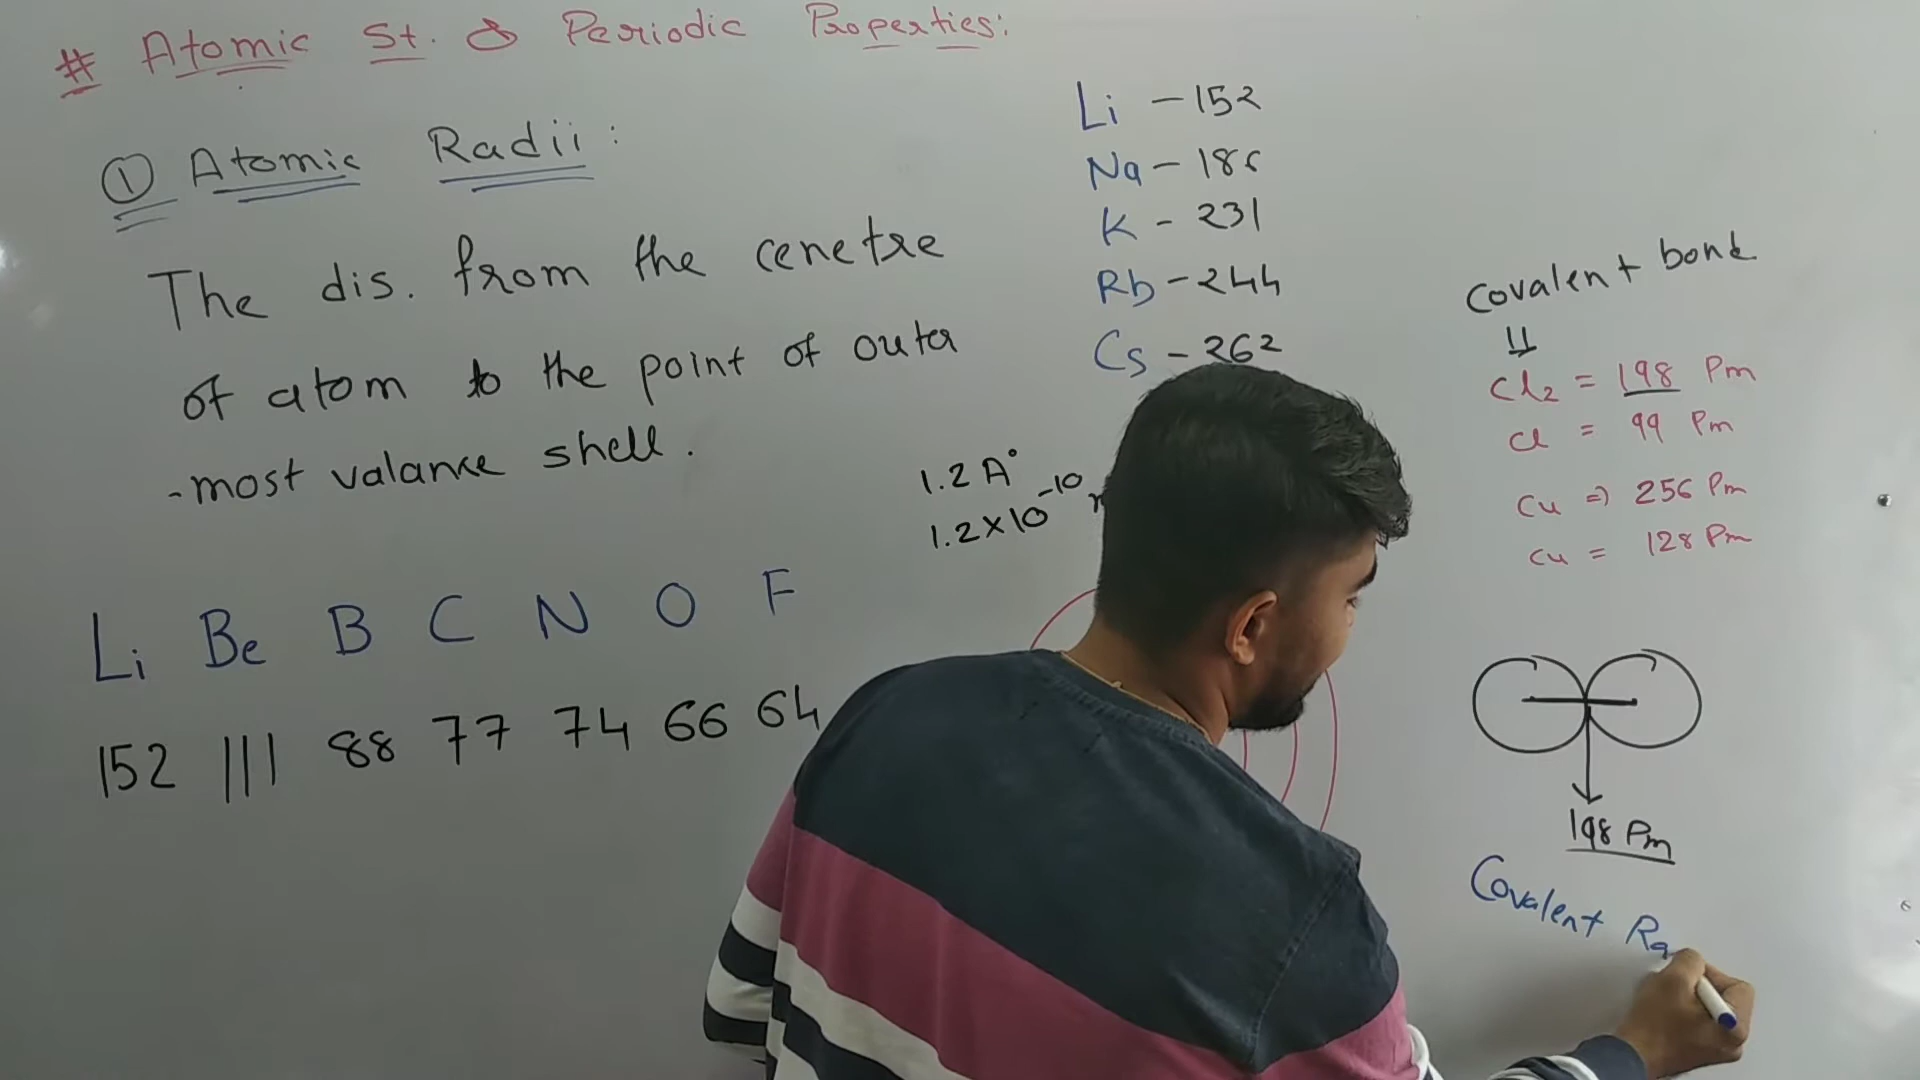 # Atomic St. & Periodic Properties:
① Atomic Radii:
The dis. from the cenetre
of atom to the point of outer
-most valance shell.
Li Be B C N O F
152 111 88 77 74 66 64
Li - 152
Na - 186
K - 231
Rb - 244
Cs - 262
1.2 A°
1.2 × 10⁻¹⁰
Covalent bond
Cl₂ = 198 Pm
Cl = 99 Pm
Cu => 256 Pm
Cu = 128 Pm
198 Pm
Covalent Ra